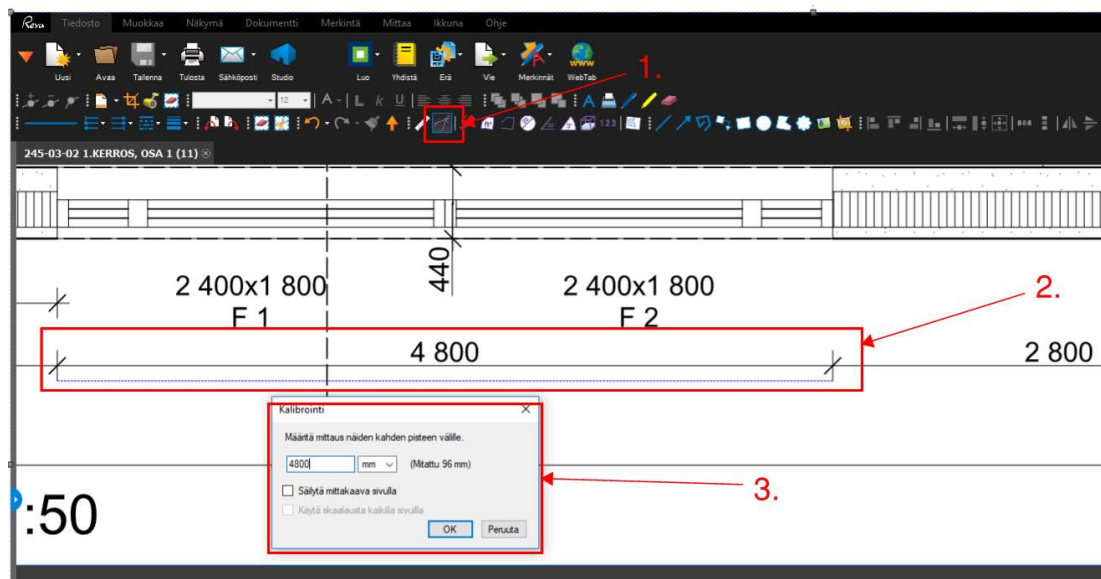 Revu Tiedosto Muokkaa Näkymä Dokumentti Merkintä Mittaa Ikkuna Ohje
Uusi Avaa Tallenna Tulosta Sähköposti Studio Luo Yhdistä Erä Vie Merkinnät WebTab
1.
12 A L K U A
123
245-03-02 1.KERROS, OSA 1 (11)
440
2 400x1 800 2 400x1 800
F 1 F 2
2.
4 800 2 800
Kalibrointi
Määritä mittaus näiden kahden pisteen välille.
4800 mm (Mitattu 96 mm)
Säilytä mittakaava sivulla
3.
Käytä skaalausta kaikilla sivuilla
:50
OK Peruuta